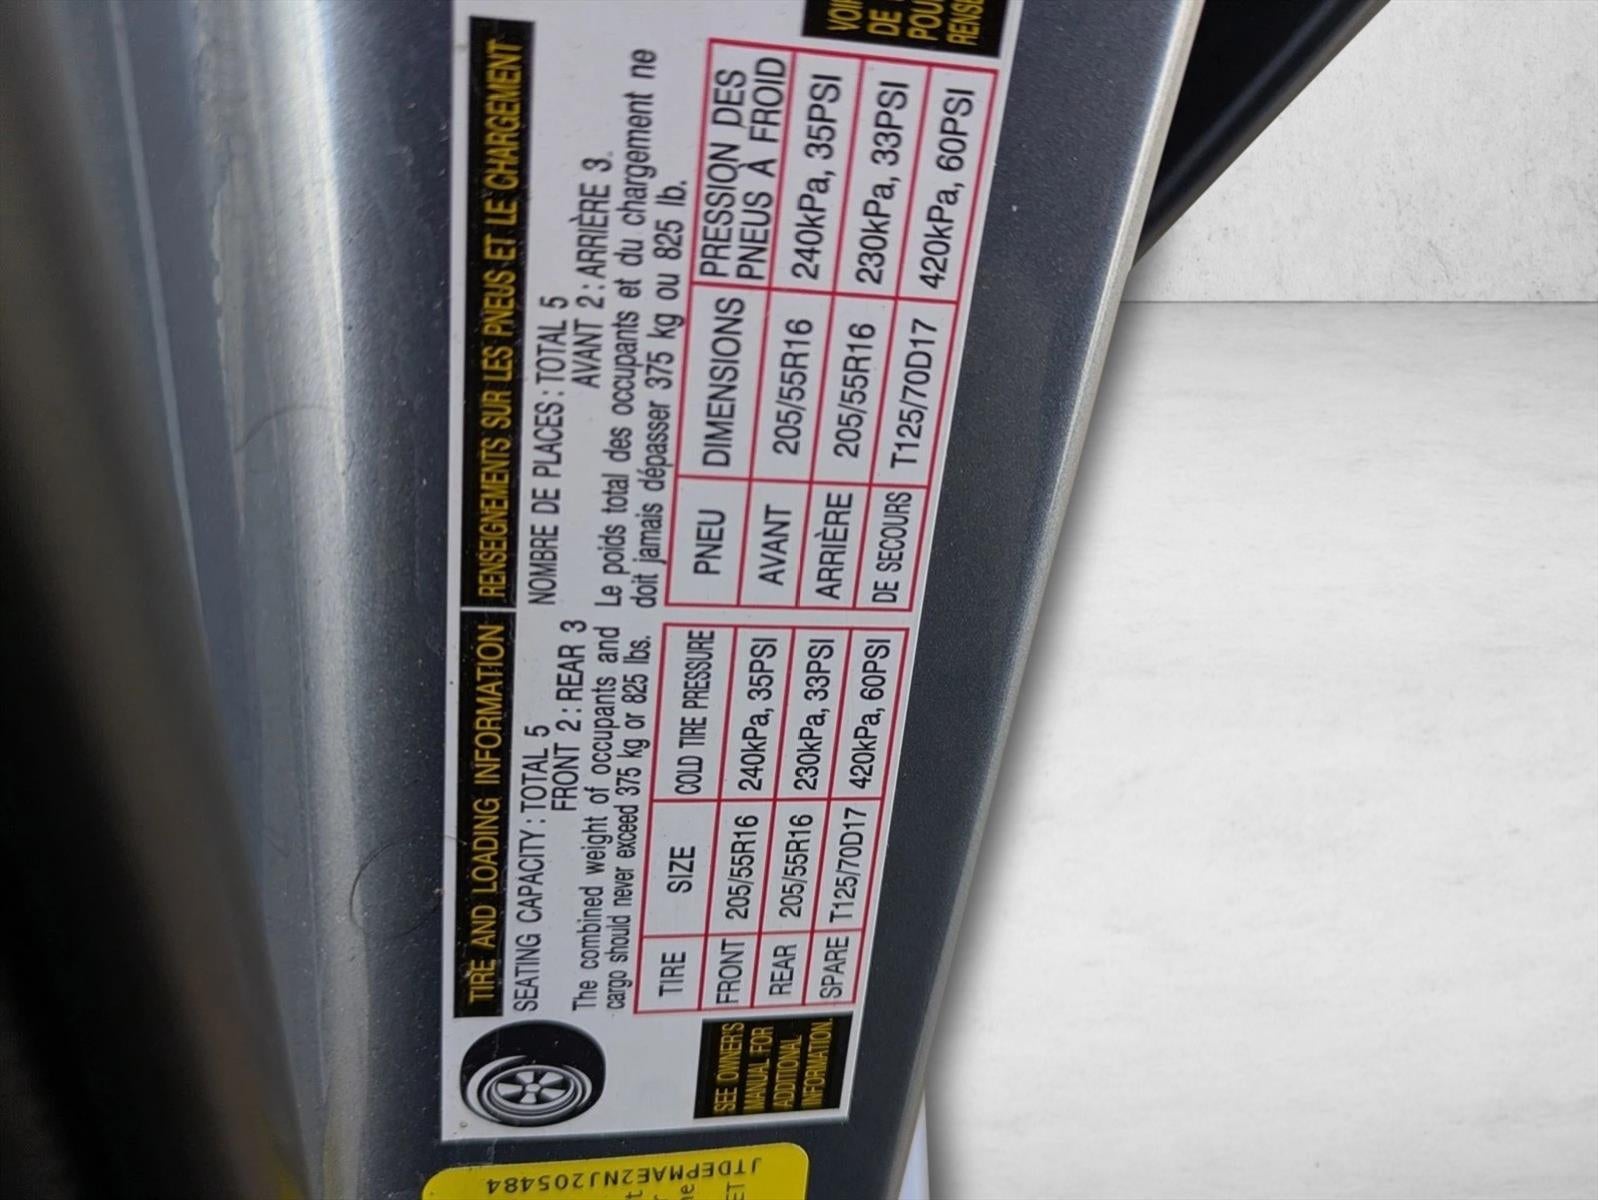 TIRE AND LOADING INFORMATION
SEATING CAPACITY : TOTAL 5
FRONT 2 : REAR 3
The combined weight of occupants and
cargo should never exceed 375 kg or 825 lbs.
TIRE SIZE COLD TIRE PRESSURE
FRONT 205/55R16 240kPa, 35PSI
REAR 205/55R16 230kPa, 33PSI
SPARE T125/70D17 420kPa, 60PSI
SEE OWNER'S
MANUAL FOR
ADDITIONAL
INFORMATION.
RENSEIGNEMENTS SUR LES PNEUS ET LE CHARGEMENT
NOMBRE DE PLACES : TOTAL 5
AVANT 2 : ARRIÈRE 3
Le poids total des occupants et du chargement ne
doit jamais dépasser 375 kg ou 825 lb.
PNEU DIMENSIONS PRESSION DES
PNEUS À FROID
AVANT 205/55R16 240kPa, 35PSI
ARRIÈRE 205/55R16 230kPa, 33PSI
DE SECOURS T125/70D17 420kPa, 60PSI
VOIR
DE
POU
RENSE
JTDEPMAE2NJ205484